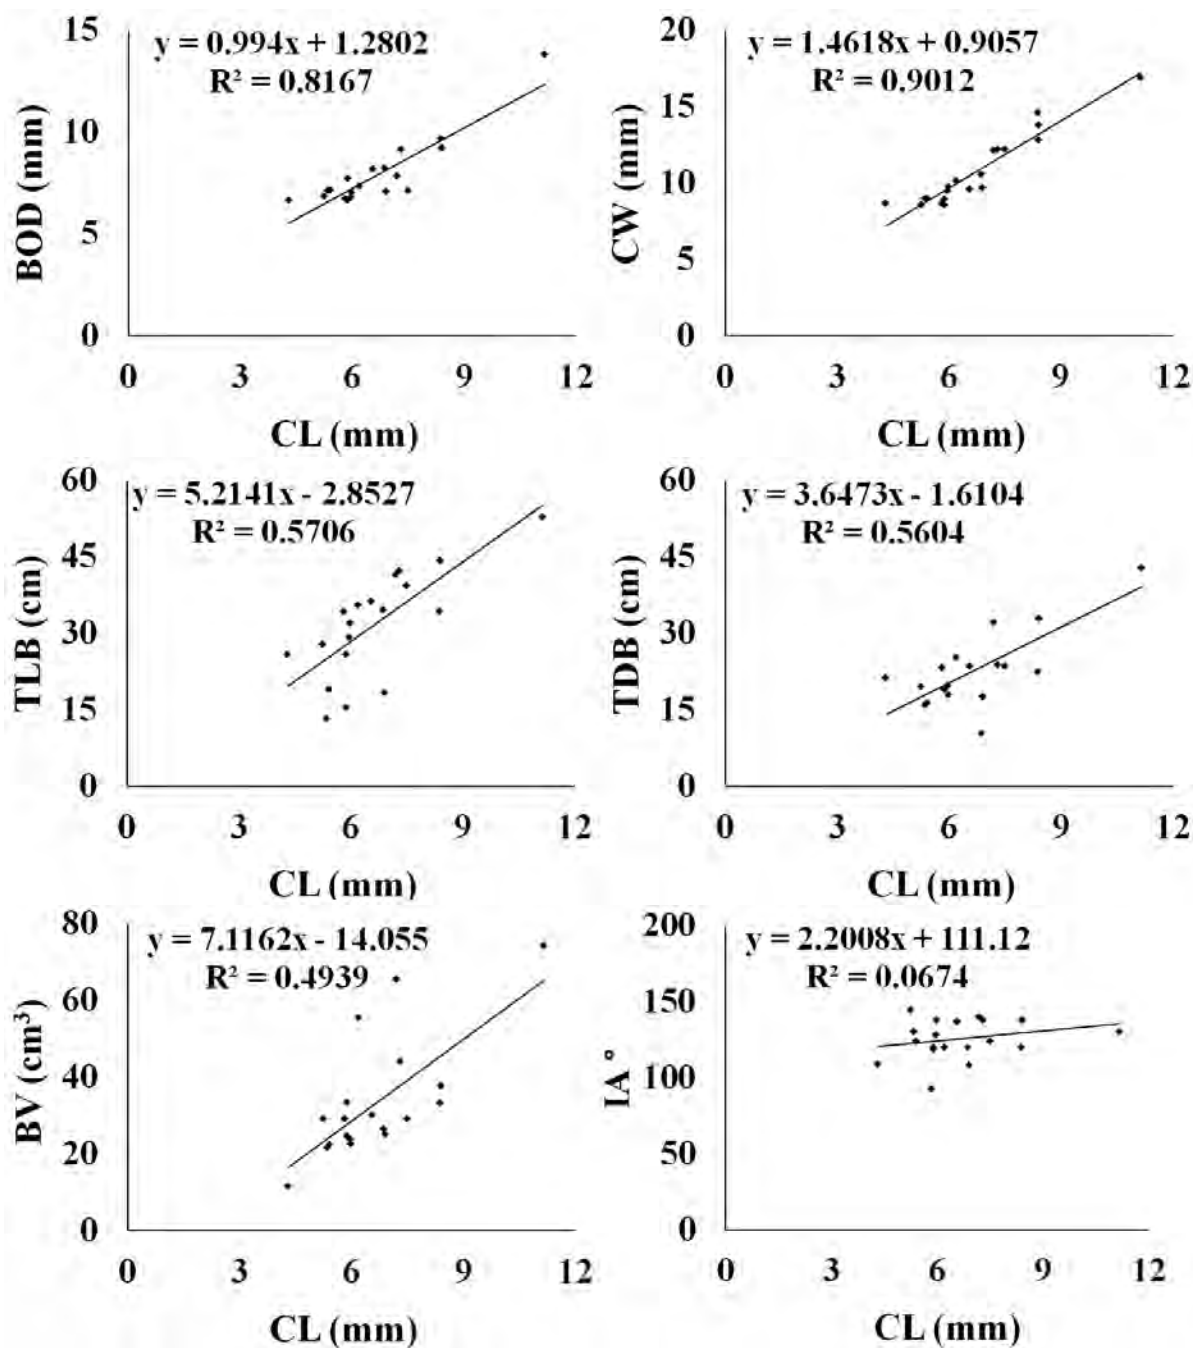 y = 0.994x + 1.2802
R² = 0.8167
15
10
5
0
BOD (mm)
0 3 6 9 12
CL (mm)
y = 1.4618x + 0.9057
R² = 0.9012
20
15
10
5
0
CW (mm)
0 3 6 9 12
CL (mm)
y = 5.2141x - 2.8527
R² = 0.5706
60
45
30
15
0
TLB (cm)
0 3 6 9 12
CL (mm)
y = 3.6473x - 1.6104
R² = 0.5604
60
45
30
15
0
TDB (cm)
0 3 6 9 12
CL (mm)
y = 7.1162x - 14.055
R² = 0.4939
80
60
40
20
0
BV (cm³)
0 3 6 9 12
CL (mm)
y = 2.2008x + 111.12
R² = 0.0674
200
150
100
50
0
IA °
0 3 6 9 12
CL (mm)